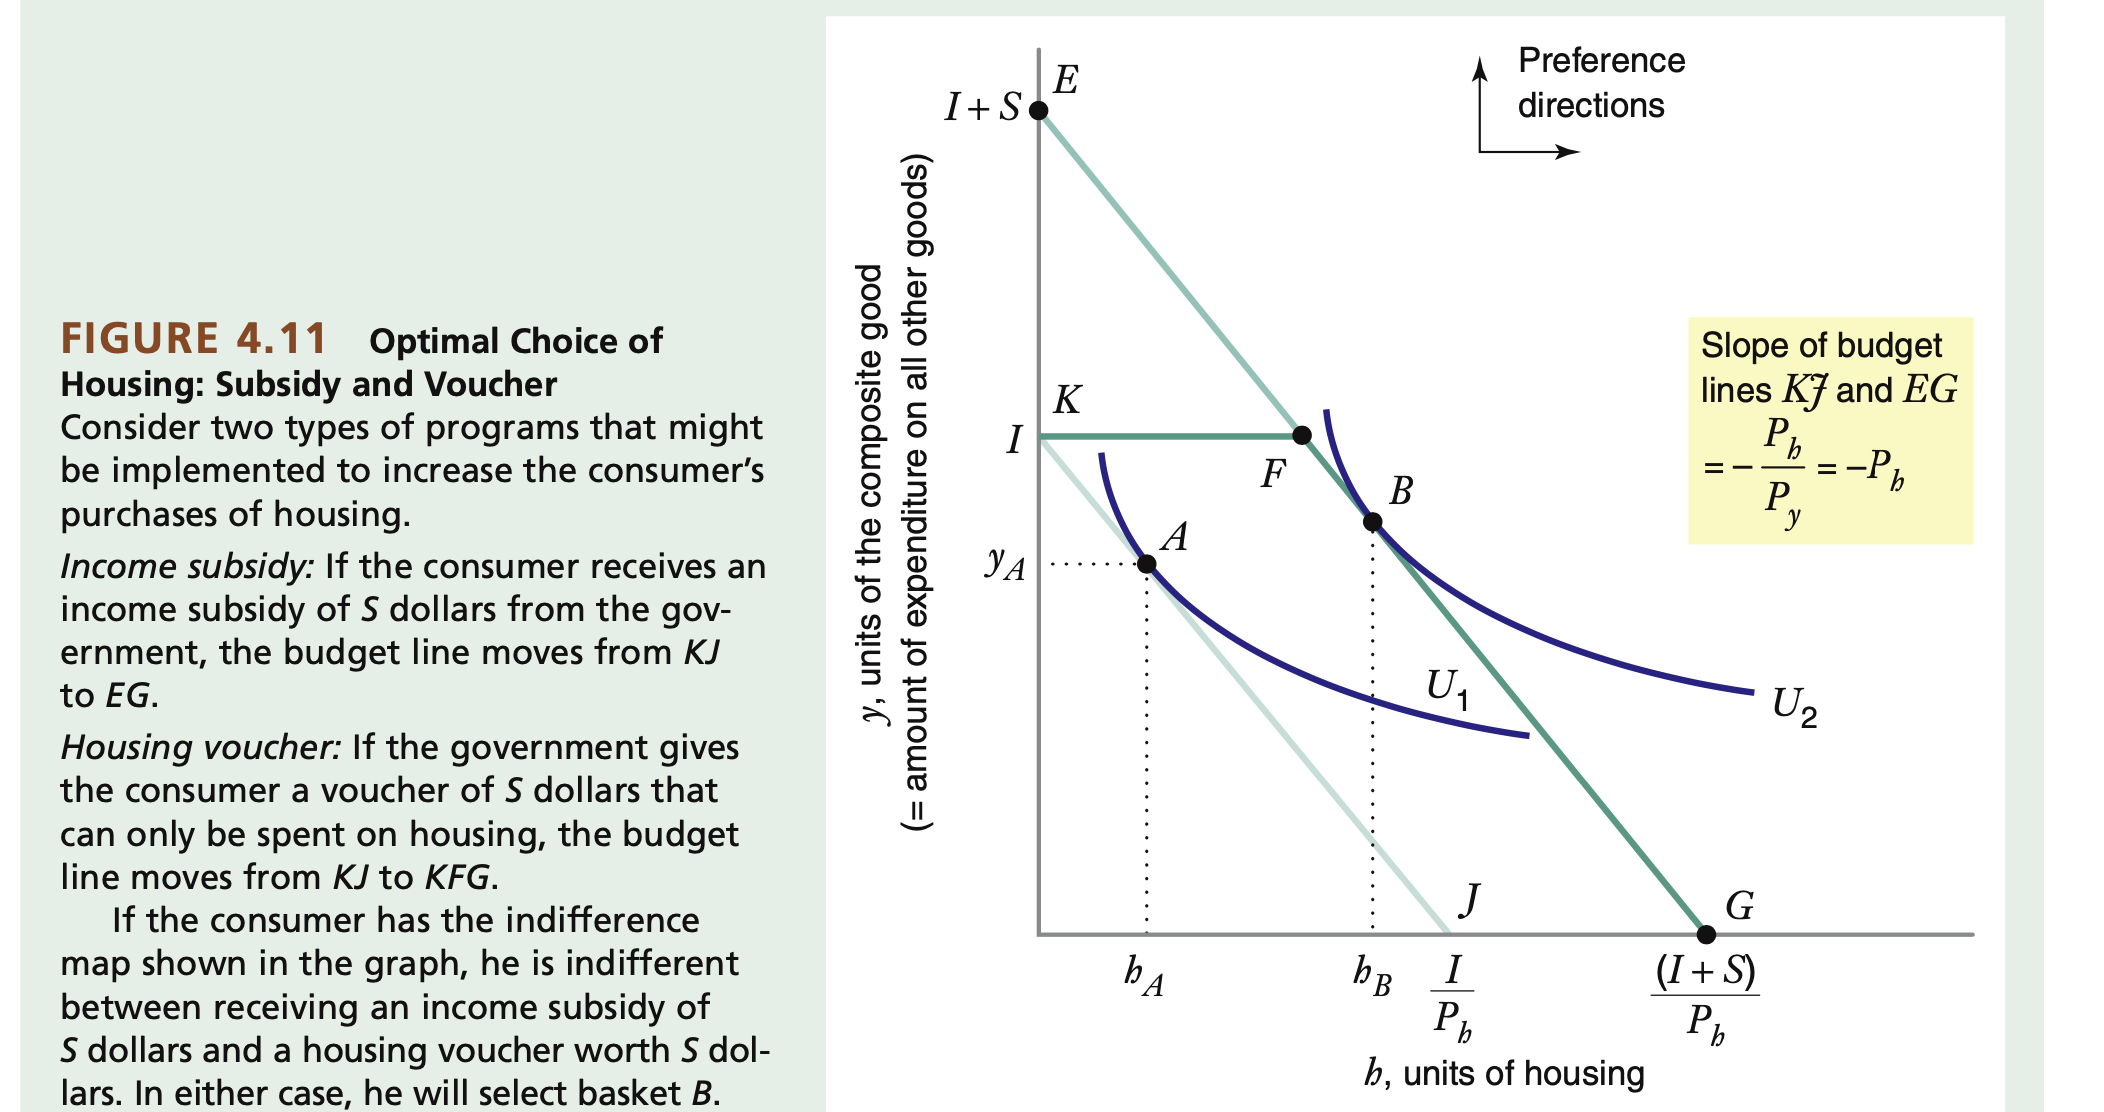 FIGURE 4.11 Optimal Choice of
Housing: Subsidy and Voucher
Consider two types of programs that might
be implemented to increase the consumer’s
purchases of housing.
Income subsidy: If the consumer receives an
income subsidy of S dollars from the gov-
ernment, the budget line moves from KJ
to EG.
Housing voucher: If the government gives
the consumer a voucher of S dollars that
can only be spent on housing, the budget
line moves from KJ to KFG.
If the consumer has the indifference
map shown in the graph, he is indifferent
between receiving an income subsidy of
S dollars and a housing voucher worth S dol-
lars. In either case, he will select basket B.
y, units of the composite good
(= amount of expenditure on all other goods)
E
I + S
Preference
directions
K
I
F
B
A
y_A
U_1
U_2
Slope of budget
lines KJ and EG
= − P_h / P_y = −P_h
J
G
h_A
h_B
I / P_h
(I + S) / P_h
h, units of housing